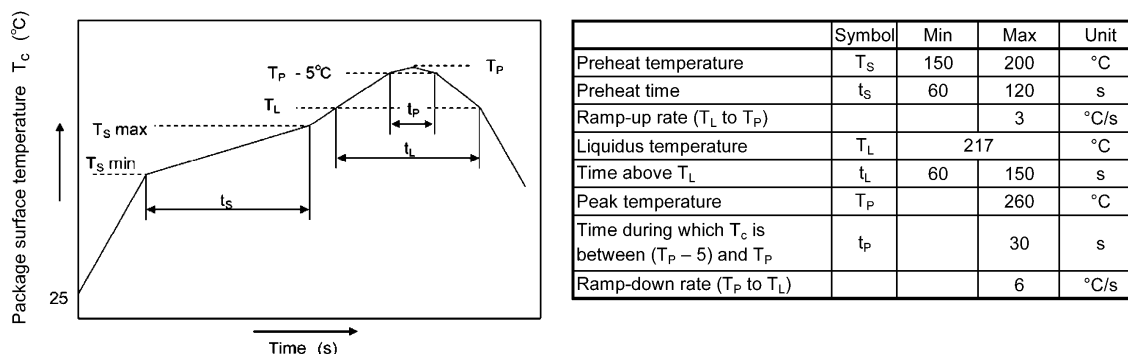 Package surface temperature T_c (°C)
T_P - 5℃
T_P
T_L
t_P
T_S max
t_L
T_S min
t_S
25
Time (s)
Symbol Min Max Unit
Preheat temperature T_S 150 200 °C
Preheat time t_S 60 120 s
Ramp-up rate (T_L to T_P) 3 °C/s
Liquidus temperature T_L 217 °C
Time above T_L t_L 60 150 s
Peak temperature T_P 260 °C
Time during which T_c is
between (T_P – 5) and T_P t_P 30 s
Ramp-down rate (T_P to T_L) 6 °C/s